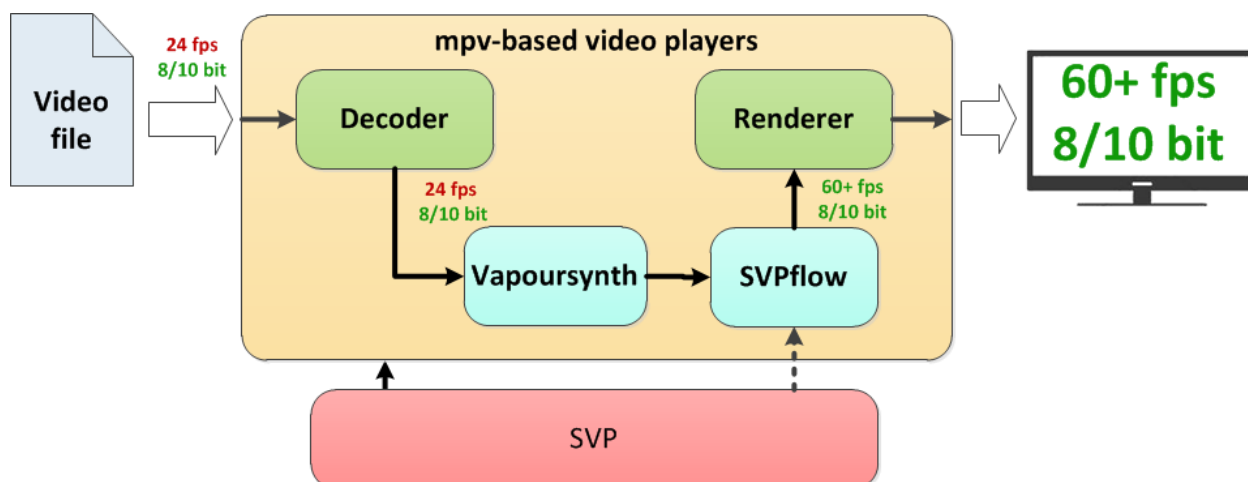 mpv-based video players
24 fps
8/10 bit
Video
file
Decoder
Renderer
60+ fps
8/10 bit
24 fps
8/10 bit
60+ fps
8/10 bit
Vapoursynth
SVPflow
SVP